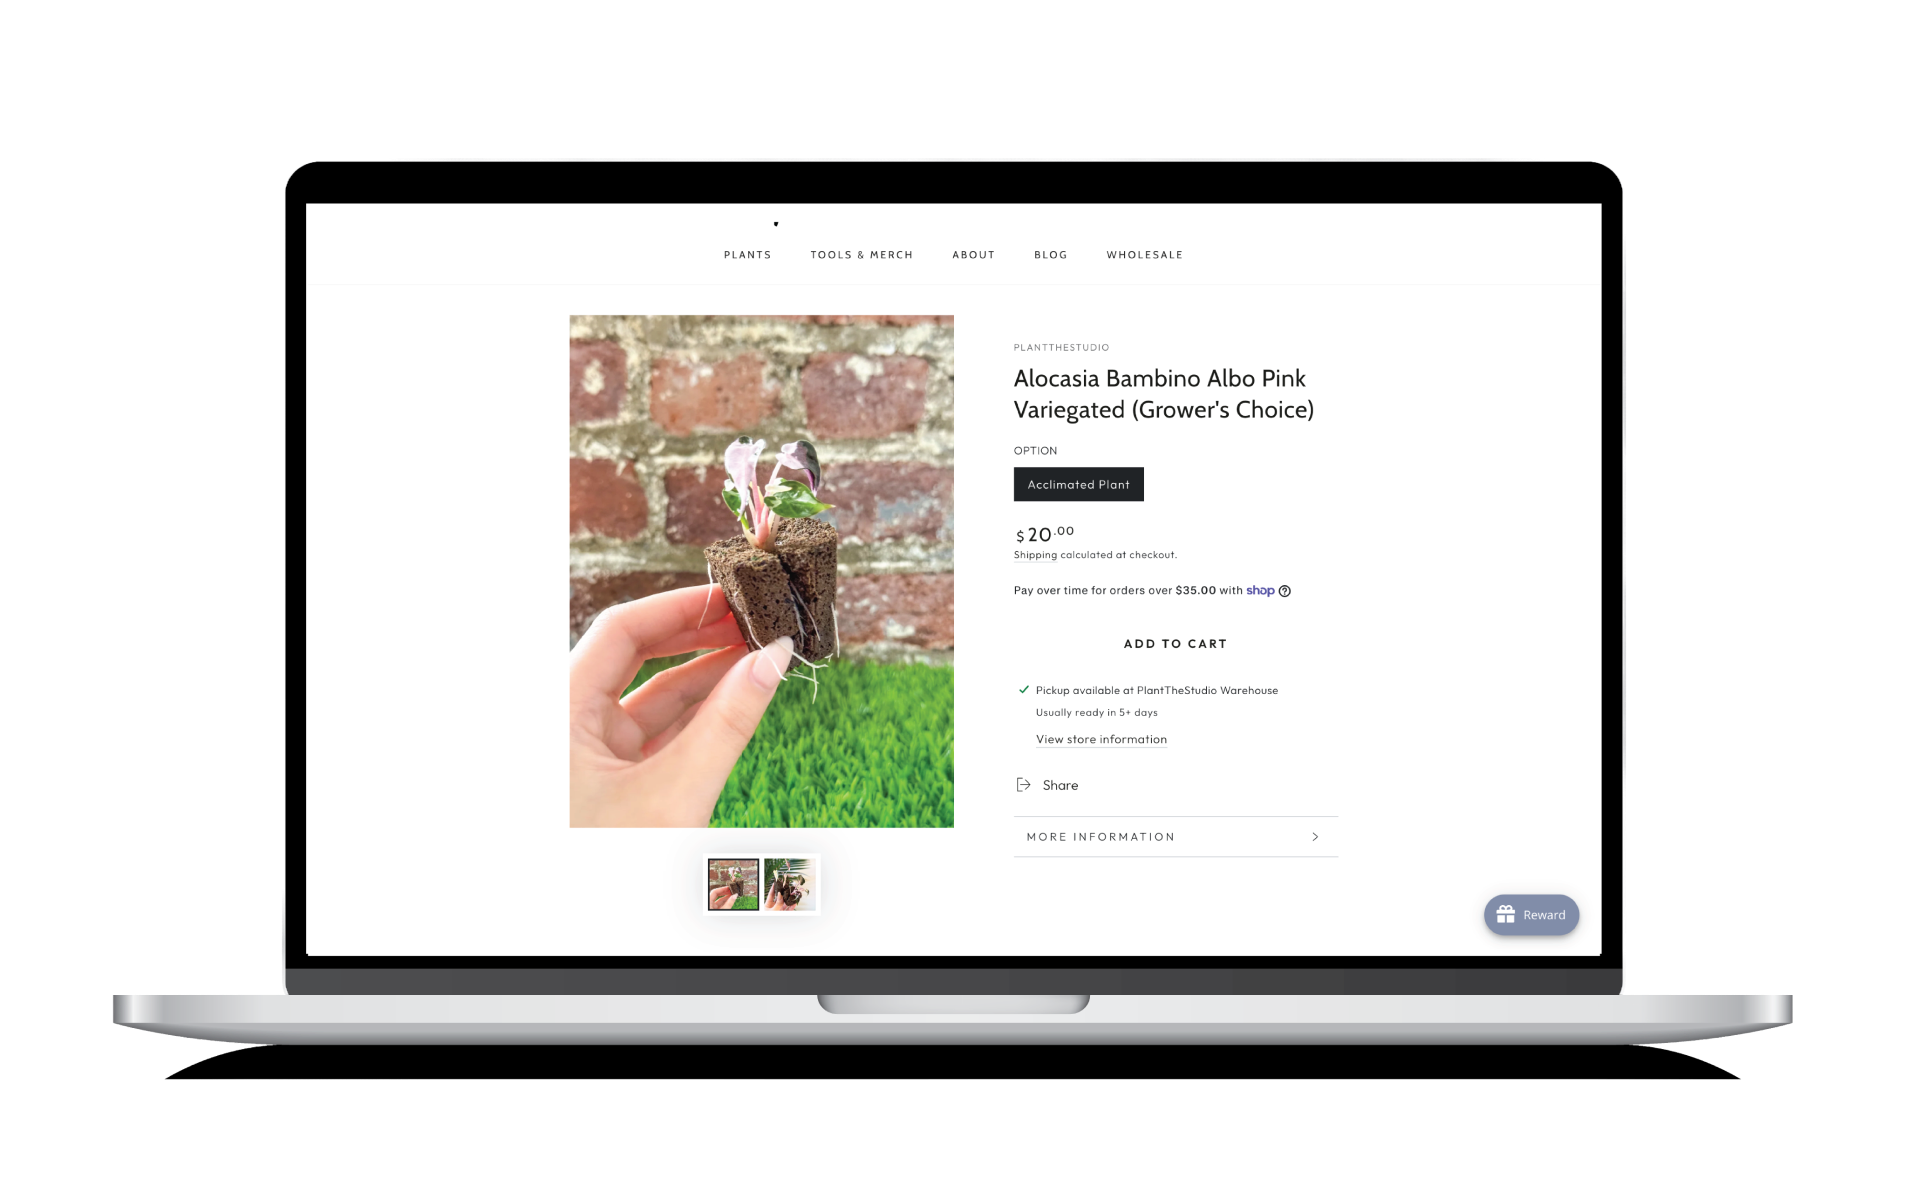 PLANTS TOOLS & MERCH ABOUT BLOG WHOLESALE
PLANTTHESTUDIO
Alocasia Bambino Albo Pink
Variegated (Grower's Choice)
OPTION
Acclimated Plant
$20.00
Shipping calculated at checkout.
Pay over time for orders over $35.00 with shop
ADD TO CART
Pickup available at PlantTheStudio Warehouse
Usually ready in 5+ days
View store information
Share
MORE INFORMATION
Reward